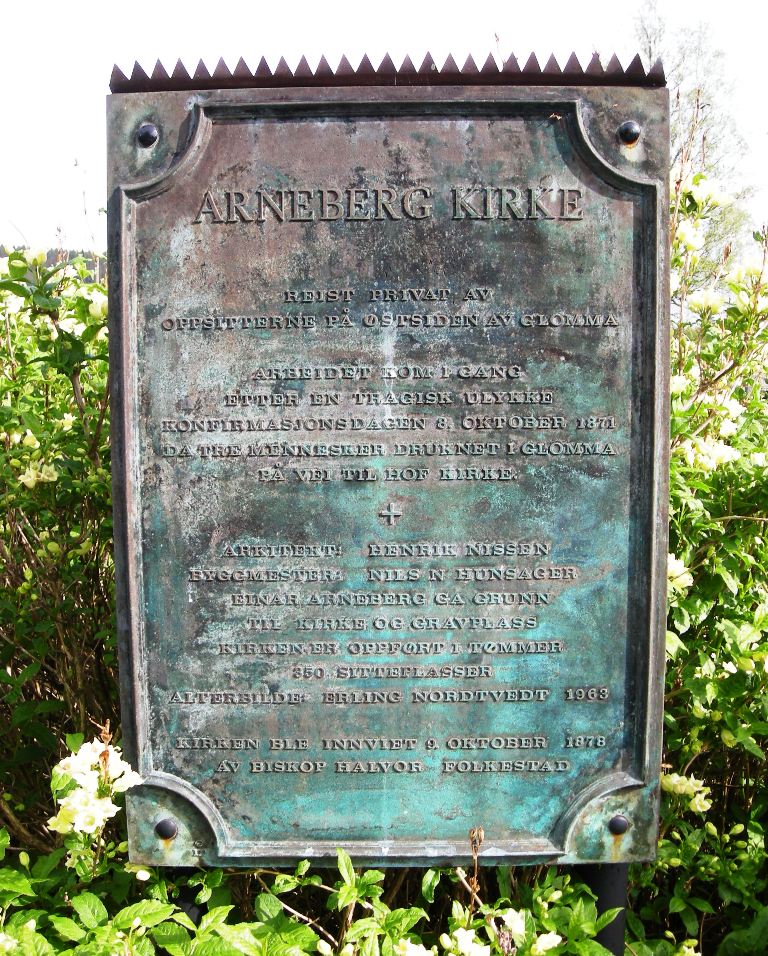 ARNEBERG KIRKE
REIST PRIVAT AV
OPPSITTERNE PÅ ØSTSIDEN AV GLOMMA
ARBEIDET KOM I GANG
ETTER EN TRAGISK ULYKKE
KONFIRMASJONSDAGEN 8. OKTOBER 1871
DA TRE MENNESKER DRUKNET I GLOMMA
PÅ VEI TIL HOF KIRKE.
ARKITEKT: HENRIK NISSEN
BYGGMESTER: NILS N HUNSAGER
EINAR ARNEBERG GA GRUNN
TIL KIRKE OG GRAVPLASS
KIRKEN ER OPPFØRT I TØMMER
350 SITTEPLASSER
ALTERBILDE: ERLING NORDTVEDT 1963
KIRKEN BLE INNVIET 9. OKTOBER 1878
AV BISKOP HALVOR FOLKESTAD